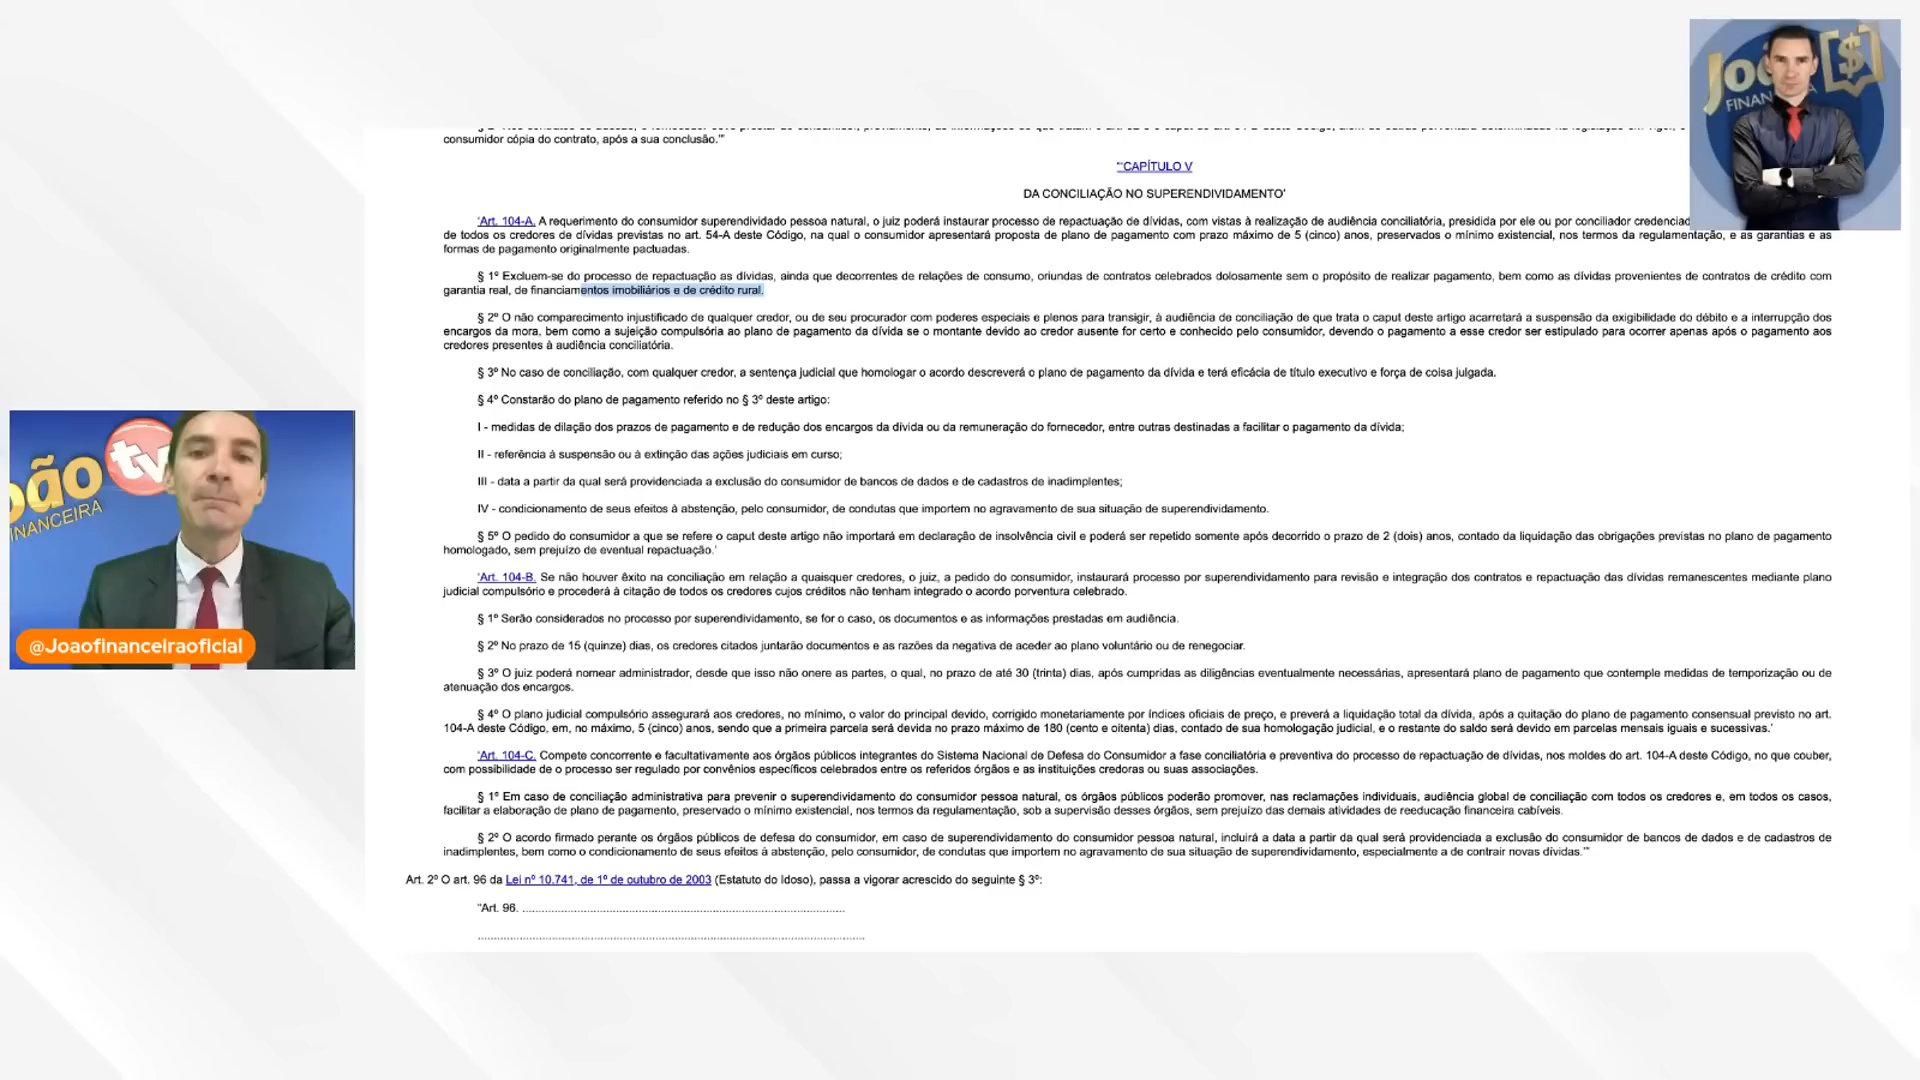 consumidor cópia do contrato, após a sua conclusão.’”
“‘CAPÍTULO V
DA CONCILIAÇÃO NO SUPERENDIVIDAMENTO’
‘Art. 104-A. A requerimento do consumidor superendividado pessoa natural, o juiz poderá instaurar processo de repactuação de dívidas, com vistas à realização de audiência conciliatória, presidida por ele ou por conciliador credenciad
de todos os credores de dívidas previstas no art. 54-A deste Código, na qual o consumidor apresentará proposta de plano de pagamento com prazo máximo de 5 (cinco) anos, preservados o mínimo existencial, nos termos da regulamentação, e as garantias e as
formas de pagamento originalmente pactuadas.
§ 1º Excluem-se do processo de repactuação as dívidas, ainda que decorrentes de relações de consumo, oriundas de contratos celebrados dolosamente sem o propósito de realizar pagamento, bem como as dívidas provenientes de contratos de crédito com
garantia real, de financiamentos imobiliários e de crédito rural.
§ 2º O não comparecimento injustificado de qualquer credor, ou de seu procurador com poderes especiais e plenos para transigir, à audiência de conciliação de que trata o caput deste artigo acarretará a suspensão da exigibilidade do débito e a interrupção dos
encargos da mora, bem como a sujeição compulsória ao plano de pagamento da dívida se o montante devido ao credor ausente for certo e conhecido pelo consumidor, devendo o pagamento a esse credor ser estipulado para ocorrer apenas após o pagamento aos
credores presentes à audiência conciliatória.
§ 3º No caso de conciliação, com qualquer credor, a sentença judicial que homologar o acordo descreverá o plano de pagamento da dívida e terá eficácia de título executivo e força de coisa julgada.
§ 4º Constarão do plano de pagamento referido no § 3º deste artigo:
I - medidas de dilação dos prazos de pagamento e de redução dos encargos da dívida ou da remuneração do fornecedor, entre outras destinadas a facilitar o pagamento da dívida;
II - referência à suspensão ou à extinção das ações judiciais em curso;
III - data a partir da qual será providenciada a exclusão do consumidor de bancos de dados e de cadastros de inadimplentes;
IV - condicionamento de seus efeitos à abstenção, pelo consumidor, de condutas que importem no agravamento de sua situação de superendividamento.
§ 5º O pedido do consumidor a que se refere o caput deste artigo não importará em declaração de insolvência civil e poderá ser repetido somente após decorrido o prazo de 2 (dois) anos, contado da liquidação das obrigações previstas no plano de pagamento
homologado, sem prejuízo de eventual repactuação.’
‘Art. 104-B. Se não houver êxito na conciliação em relação a quaisquer credores, o juiz, a pedido do consumidor, instaurará processo por superendividamento para revisão e integração dos contratos e repactuação das dívidas remanescentes mediante plano
judicial compulsório e procederá à citação de todos os credores cujos créditos não tenham integrado o acordo porventura celebrado.
§ 1º Serão considerados no processo por superendividamento, se for o caso, os documentos e as informações prestadas em audiência.
§ 2º No prazo de 15 (quinze) dias, os credores citados juntarão documentos e as razões da negativa de aceder ao plano voluntário ou de renegociar.
§ 3º O juiz poderá nomear administrador, desde que isso não onere as partes, o qual, no prazo de até 30 (trinta) dias, após cumpridas as diligências eventualmente necessárias, apresentará plano de pagamento que contemple medidas de temporização ou de
atenuação dos encargos.
§ 4º O plano judicial compulsório assegurará aos credores, no mínimo, o valor do principal devido, corrigido monetariamente por índices oficiais de preço, e preverá a liquidação total da dívida, após a quitação do plano de pagamento consensual previsto no art.
104-A deste Código, em, no máximo, 5 (cinco) anos, sendo que a primeira parcela será devida no prazo máximo de 180 (cento e oitenta) dias, contado de sua homologação judicial, e o restante do saldo será devido em parcelas mensais iguais e sucessivas.’
‘Art. 104-C. Compete concorrente e facultativamente aos órgãos públicos integrantes do Sistema Nacional de Defesa do Consumidor a fase conciliatória e preventiva do processo de repactuação de dívidas, nos moldes do art. 104-A deste Código, no que couber,
com possibilidade de o processo ser regulado por convênios específicos celebrados entre os referidos órgãos e as instituições credoras ou suas associações.
§ 1º Em caso de conciliação administrativa para prevenir o superendividamento do consumidor pessoa natural, os órgãos públicos poderão promover, nas reclamações individuais, audiência global de conciliação com todos os credores e, em todos os casos,
facilitar a elaboração de plano de pagamento, preservado o mínimo existencial, nos termos da regulamentação, sob a supervisão desses órgãos, sem prejuízo das demais atividades de reeducação financeira cabíveis.
§ 2º O acordo firmado perante os órgãos públicos de defesa do consumidor, em caso de superendividamento do consumidor pessoa natural, incluirá a data a partir da qual será providenciada a exclusão do consumidor de bancos de dados e de cadastros de
inadimplentes, bem como o condicionamento de seus efeitos à abstenção, pelo consumidor, de condutas que importem no agravamento de sua situação de superendividamento, especialmente a de contrair novas dívidas.’”
Art. 2º O art. 96 da Lei nº 10.741, de 1º de outubro de 2003 (Estatuto do Idoso), passa a vigorar acrescido do seguinte § 3º:
“Art. 96. ........................................................................................................
.........................................................................................................................
oão tv
INANCEIRA
@Joaofinanceiraoficial
Joã $
FINAN IRA